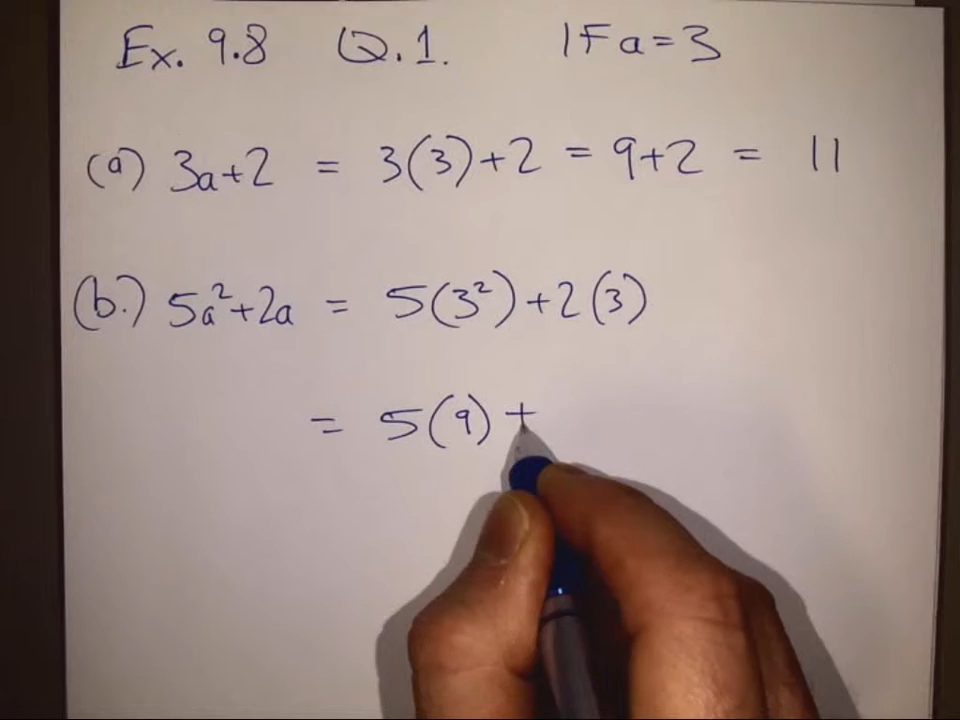 Ex. 9.8 Q.1. IF a=3
(a) 3a+2 = 3(3)+2 = 9+2 = 11
(b.) 5a²+2a = 5(3²)+2(3)
= 5(9)+